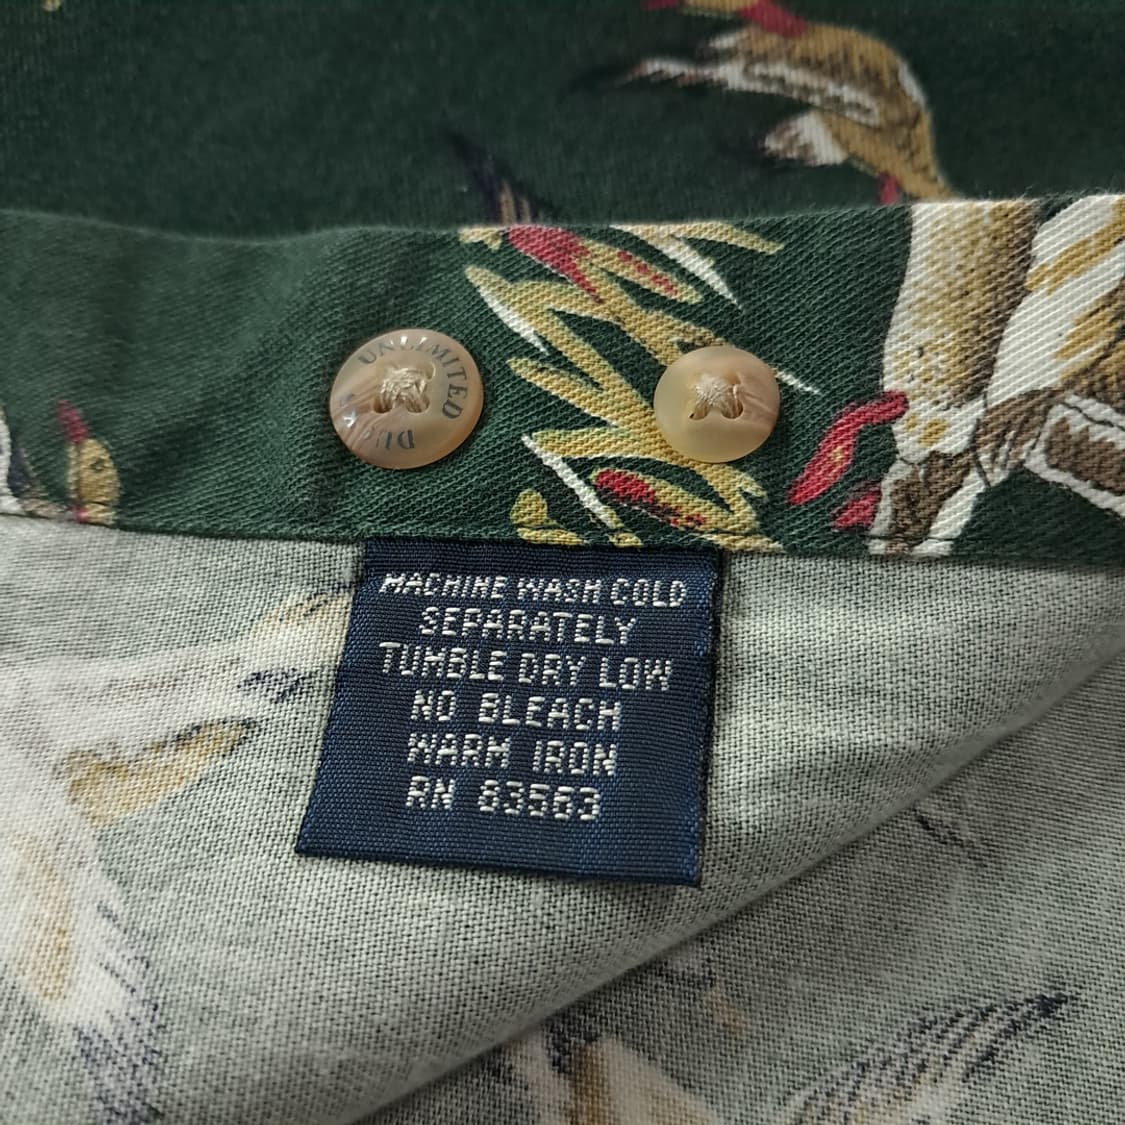 UNLIMITED
MACHINE WASH COLD
SEPARATELY
TUMBLE DRY LOW
NO BLEACH
WARM IRON
RN 83563